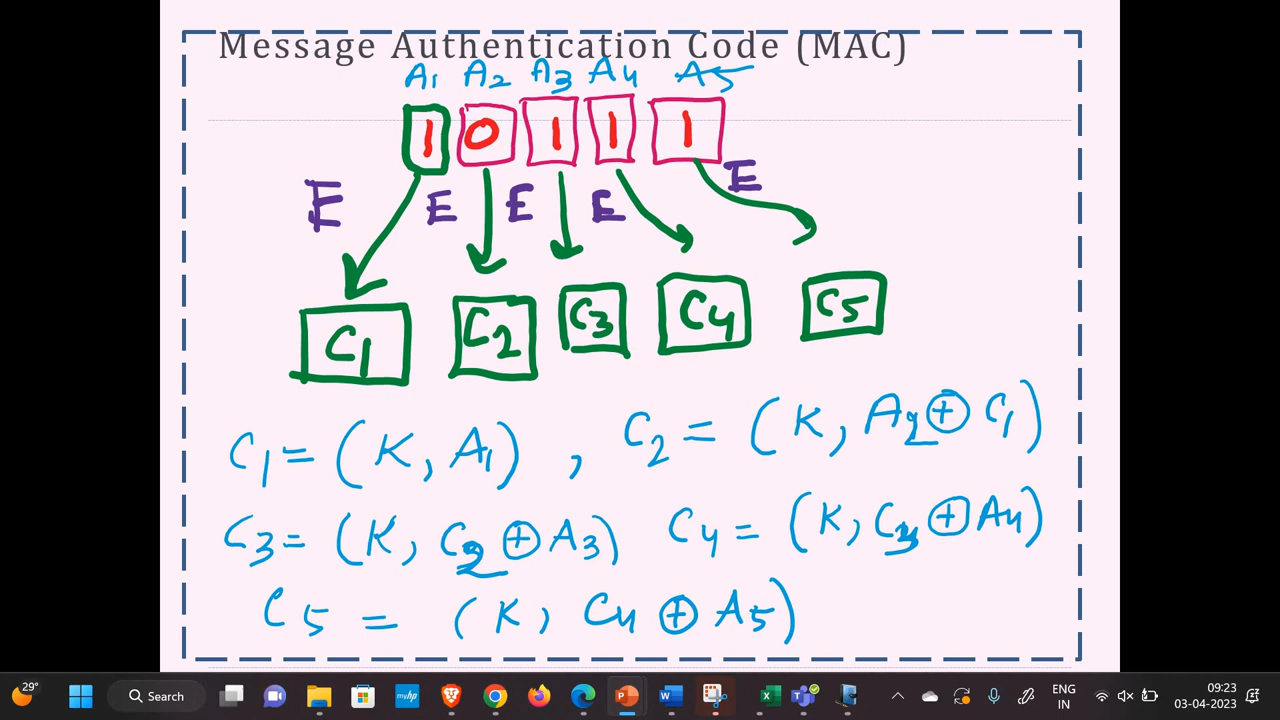 Message Authentication Code (MAC)
A1 A2 A3 A4 A5
1 0 1 1 1
E E E E E
C1 C2 C3 C4 C5
C1 = (K, A1) , C2 = (K, A2 ⊕ C1)
C3 = (K, C2 ⊕ A3) C4 = (K, C3 ⊕ A4)
C5 = (K, C4 ⊕ A5)
29° Search myhp ENG IN 09:23 03-04-2023